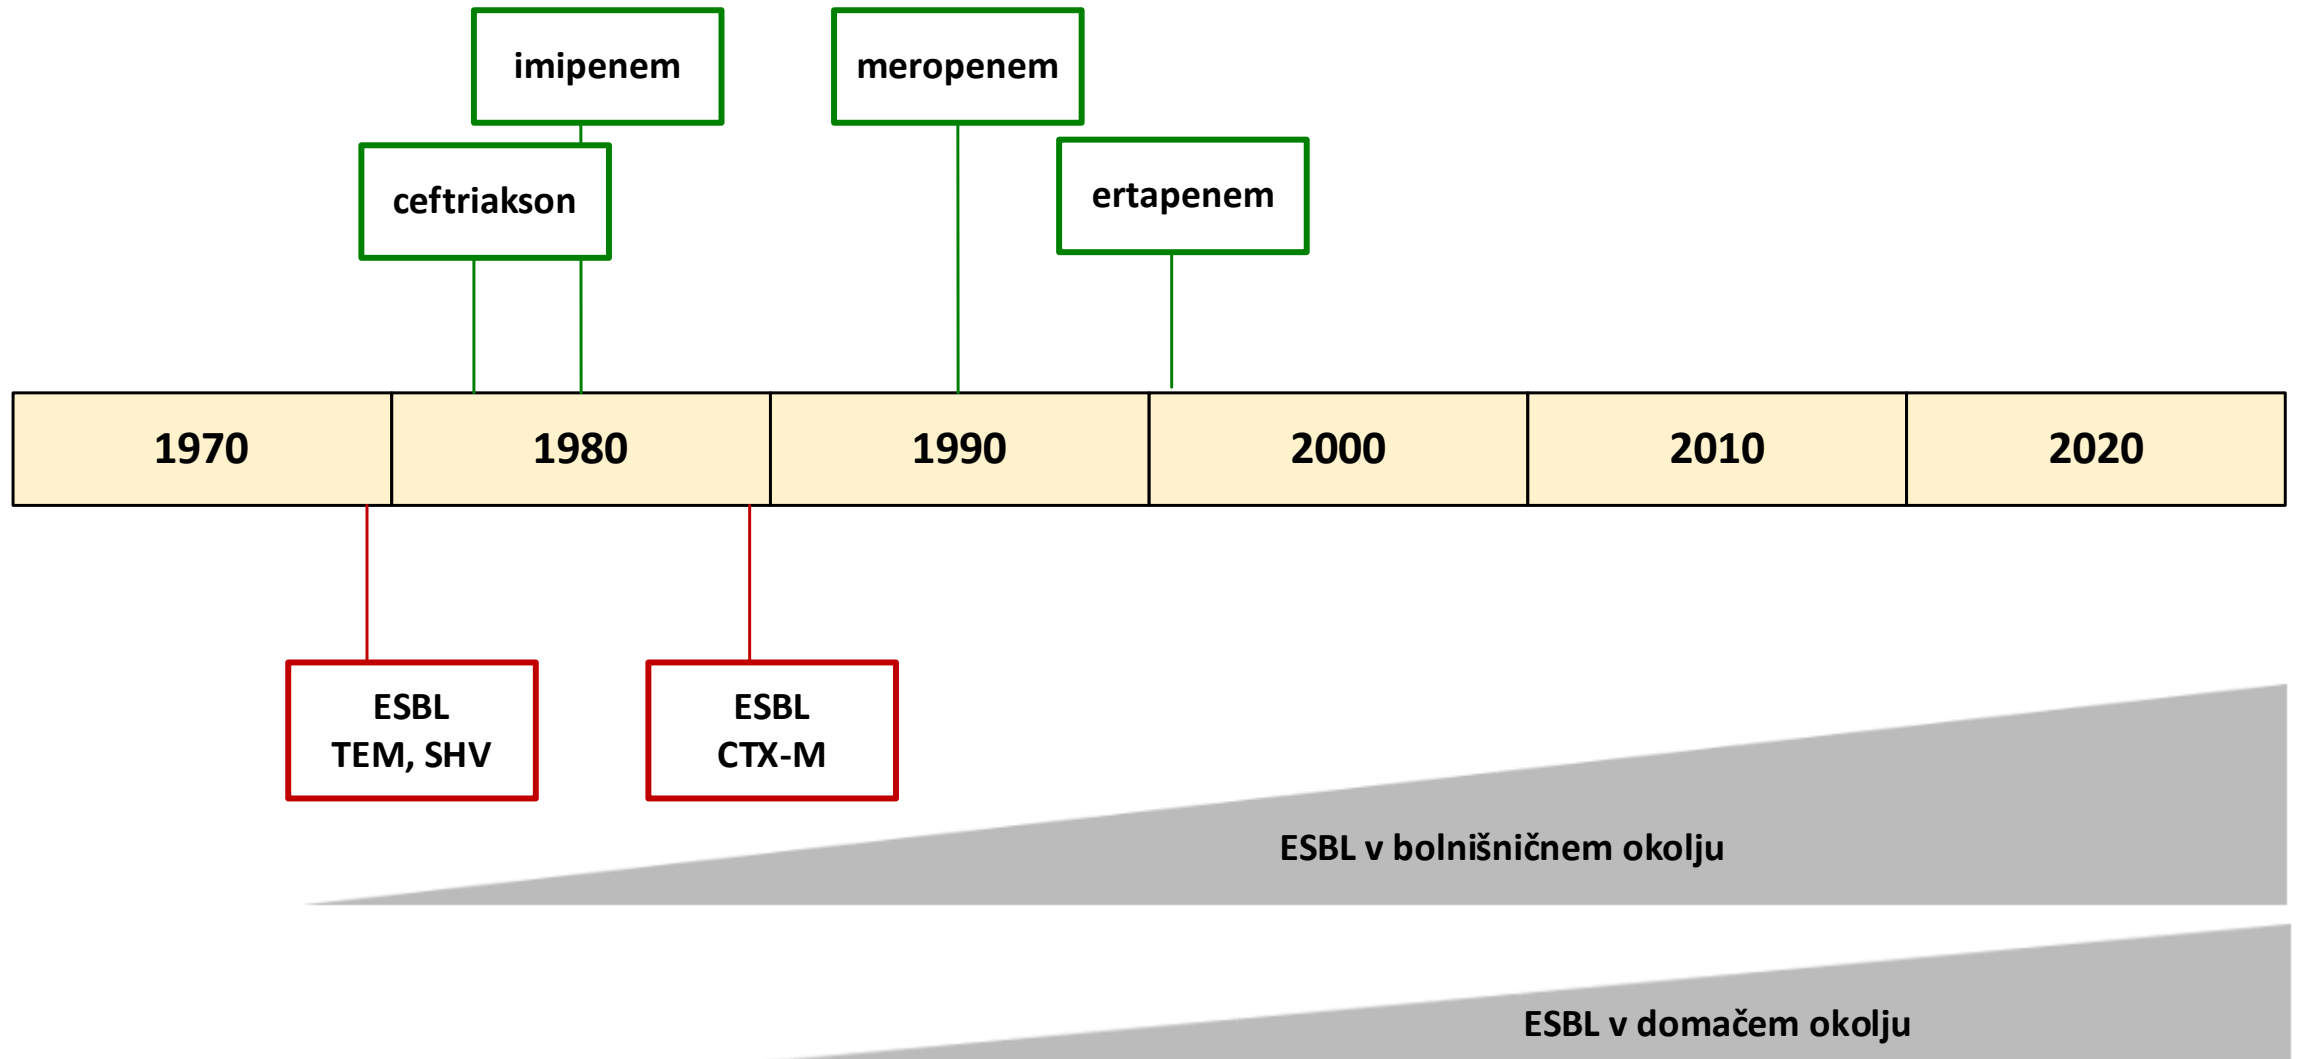 imipenem
meropenem
ceftriakson
ertapenem
1970
1980
1990
2000
2010
2020
ESBL
TEM, SHV
ESBL
CTX-M
ESBL v bolnišničnem okolju
ESBL v domačem okolju